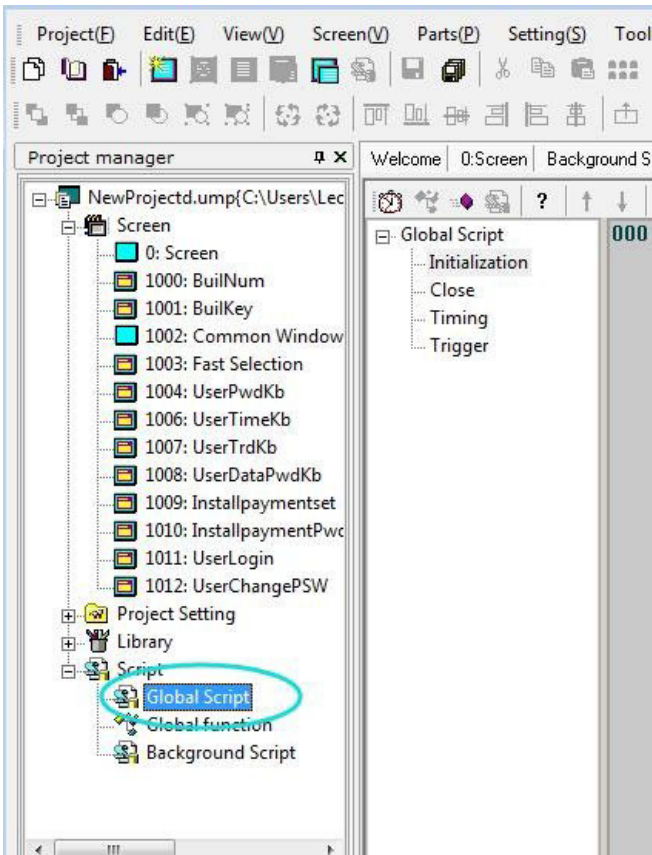 Project(F) Edit(E) View(V) Screen(V) Parts(P) Setting(S) Tool
Project manager
Welcome 0:Screen Background S
NewProjectd.ump{C:\Users\Lec
Screen
0: Screen
1000: BuilNum
1001: BuilKey
1002: Common Window
1003: Fast Selection
1004: UserPwdKb
1006: UserTimeKb
1007: UserTrdKb
1008: UserDataPwdKb
1009: Installpaymentset
1010: InstallpaymentPwd
1011: UserLogin
1012: UserChangePSW
Project Setting
Library
Script
Global Script
Global function
Background Script
?
Global Script
Initialization
Close
Timing
Trigger
000